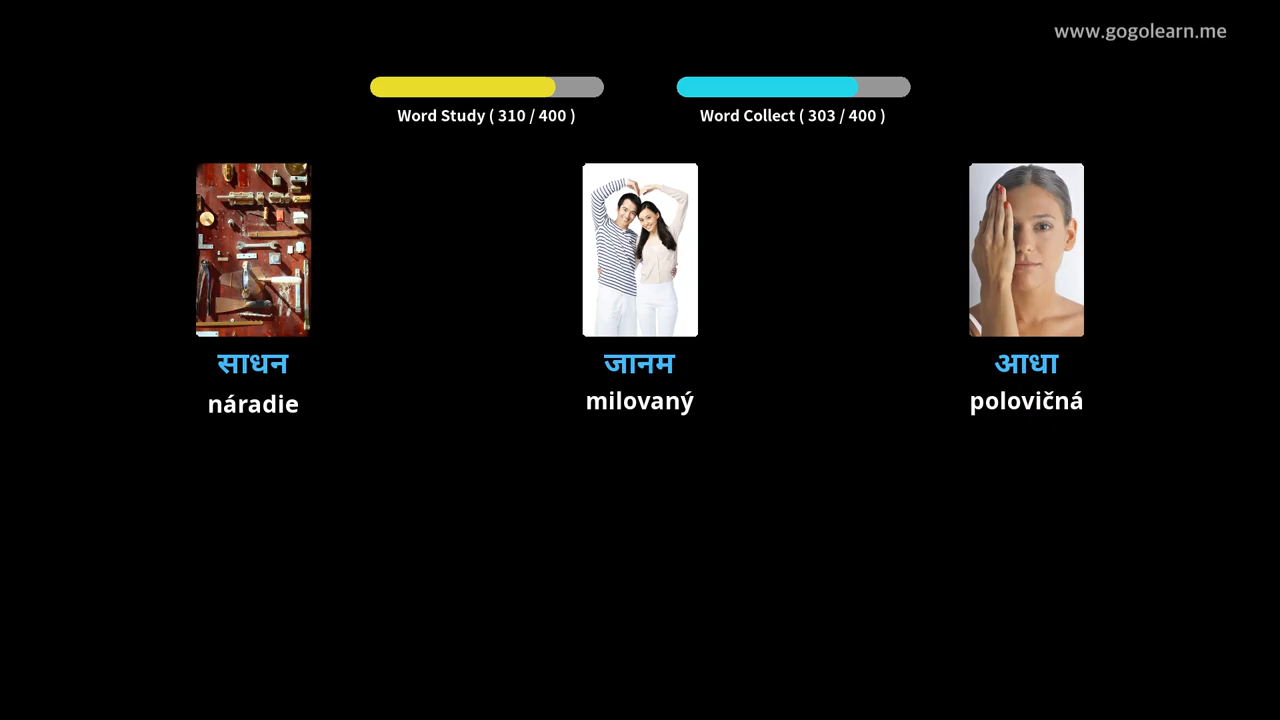 www.gogolearn.me
Word Study ( 310 / 400 )
Word Collect ( 303 / 400 )
साधन
जानम
आधा
náradie
milovaný
polovičná